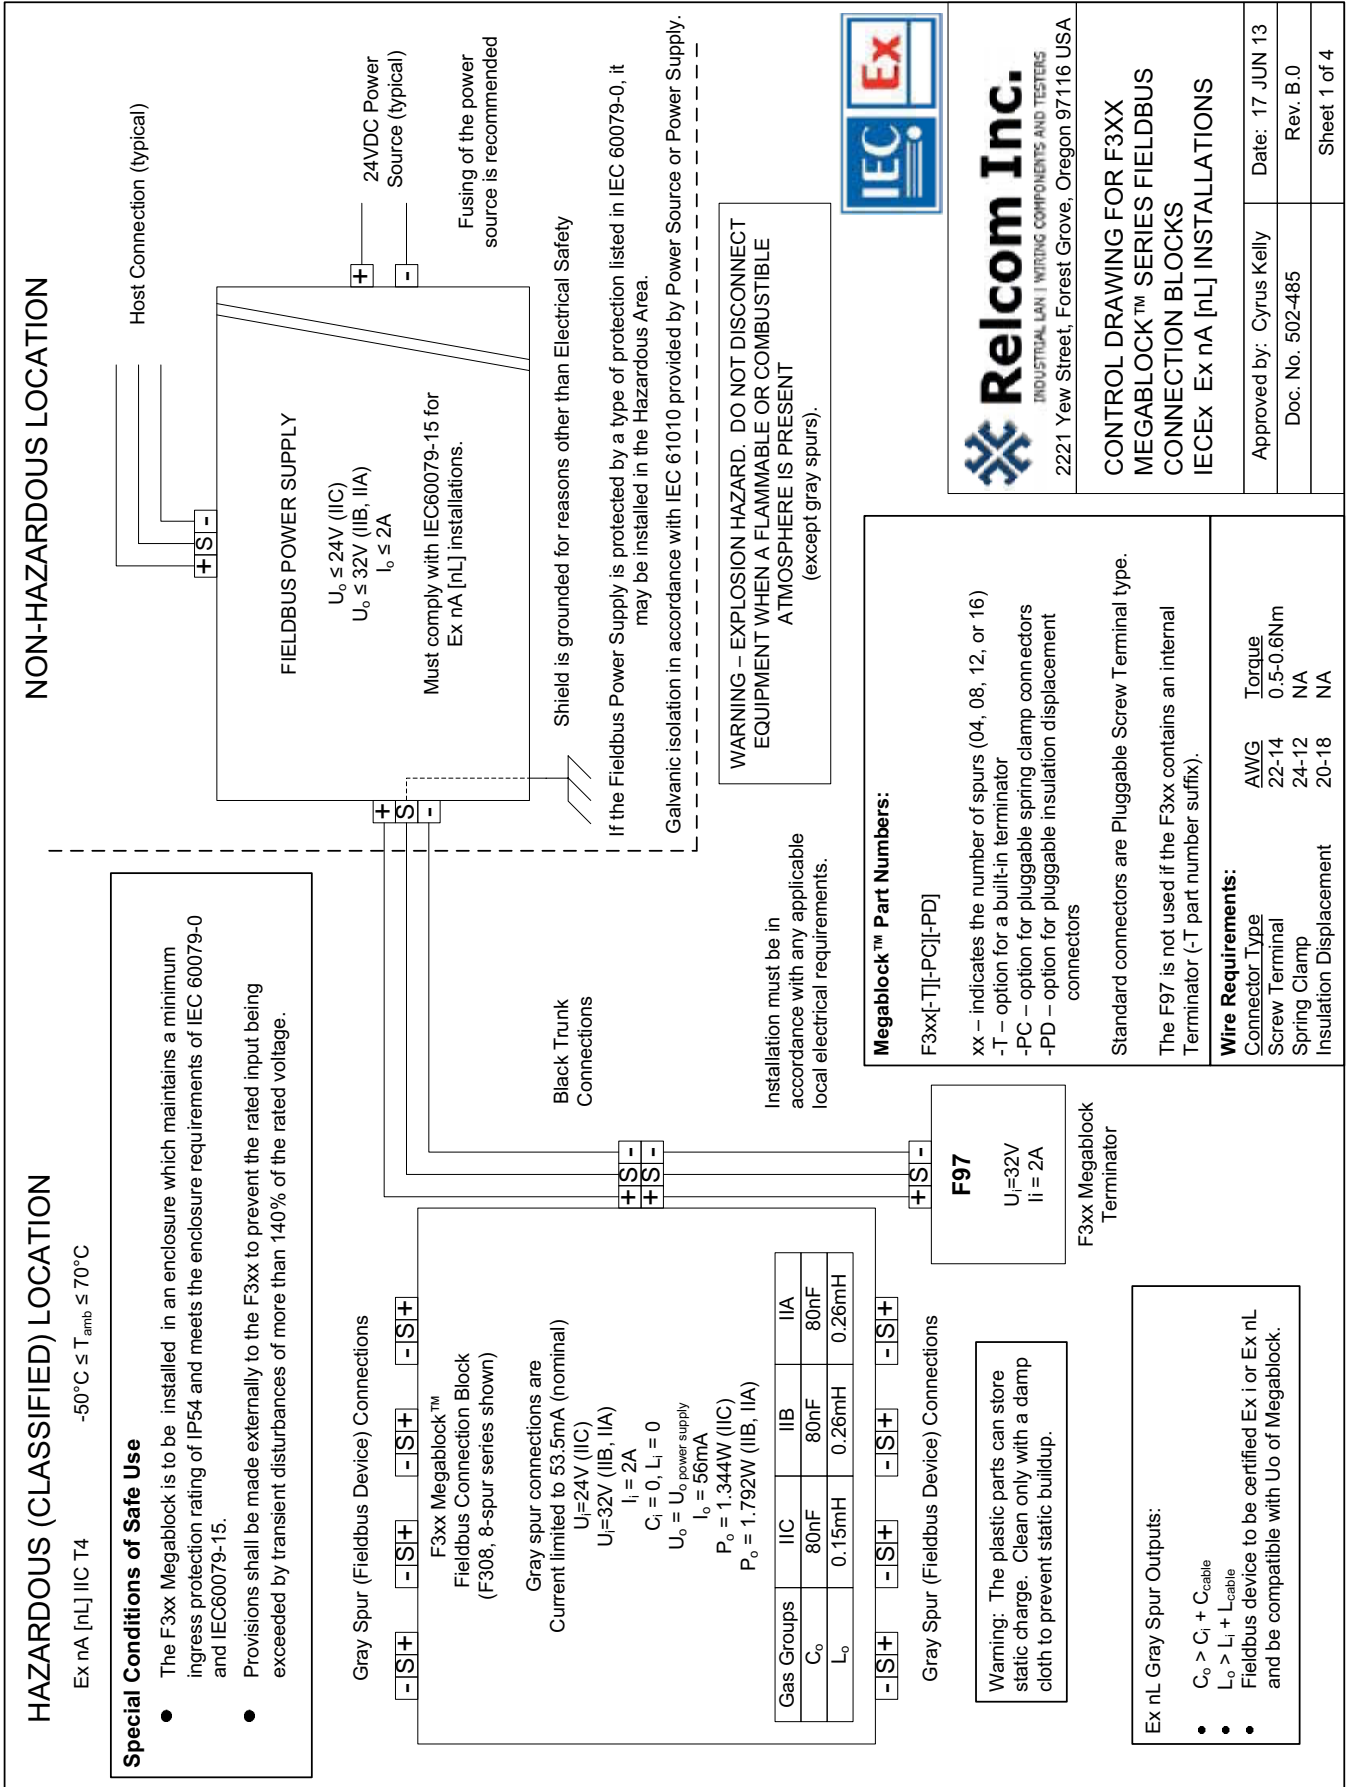 HAZARDOUS (CLASSIFIED) LOCATION
Ex nA [nL] IIC T4
-50°C ≤ Tamb ≤ 70°C
Special Conditions of Safe Use
● The F3xx Megablock is to be installed in an enclosure which maintains a minimum
ingress protection rating of IP54 and meets the enclosure requirements of IEC 60079-0
and IEC60079-15.
● Provisions shall be made externally to the F3xx to prevent the rated input being
exceeded by transient disturbances of more than 140% of the rated voltage.
Gray Spur (Fieldbus Device) Connections
- S +
- S +
- S +
- S +
F3xx Megablock™
Fieldbus Connection Block
(F308, 8-spur series shown)
Gray spur connections are
Current limited to 53.5mA (nominal)
Ui=24V (IIC)
Ui=32V (IIB, IIA)
Ii = 2A
Ci = 0, Li = 0
Uo = Uo power supply
Io = 56mA
Po = 1.344W (IIC)
Po = 1.792W (IIB, IIA)
Gas Groups IIC IIB IIA
Co 80nF 80nF 80nF
Lo 0.15mH 0.26mH 0.26mH
- S +
- S +
- S +
- S +
Gray Spur (Fieldbus Device) Connections
+ S -
+ S -
Black Trunk
Connections
Warning: The plastic parts can store
static charge. Clean only with a damp
cloth to prevent static buildup.
+ S -
F97
Ui=32V
Ii = 2A
F3xx Megablock
Terminator
Ex nL Gray Spur Outputs:
● Co > Ci + Ccable
● Lo > Li + Lcable
● Fieldbus device to be certified Ex i or Ex nL
and be compatible with Uo of Megablock.
Installation must be in
accordance with any applicable
local electrical requirements.
NON-HAZARDOUS LOCATION
Host Connection (typical)
+ S -
FIELDBUS POWER SUPPLY
Uo ≤ 24V (IIC)
Uo ≤ 32V (IIB, IIA)
Io ≤ 2A
Must comply with IEC60079-15 for
Ex nA [nL] installations.
+
S
-
+
-
24VDC Power
Source (typical)
Fusing of the power
source is recommended
Shield is grounded for reasons other than Electrical Safety
If the Fieldbus Power Supply is protected by a type of protection listed in IEC 60079-0, it
may be installed in the Hazardous Area.
Galvanic isolation in accordance with IEC 61010 provided by Power Source or Power Supply.
WARNING – EXPLOSION HAZARD. DO NOT DISCONNECT
EQUIPMENT WHEN A FLAMMABLE OR COMBUSTIBLE
ATMOSPHERE IS PRESENT
(except gray spurs).
IEC Ex
Megablock™ Part Numbers:
F3xx[-T][-PC][-PD]
xx – indicates the number of spurs (04, 08, 12, or 16)
-T – option for a built-in terminator
-PC – option for pluggable spring clamp connectors
-PD – option for pluggable insulation displacement
connectors
Standard connectors are Pluggable Screw Terminal type.
The F97 is not used if the F3xx contains an internal
Terminator (-T part number suffix).
Wire Requirements:
Connector Type AWG Torque
Screw Terminal 22-14 0.5-0.6Nm
Spring Clamp 24-12 NA
Insulation Displacement 20-18 NA
Relcom Inc.
INDUSTRIAL LAN | WIRING COMPONENTS AND TESTERS
2221 Yew Street, Forest Grove, Oregon 97116 USA
CONTROL DRAWING FOR F3XX
MEGABLOCK™ SERIES FIELDBUS
CONNECTION BLOCKS
IECEx Ex nA [nL] INSTALLATIONS
Approved by: Cyrus Kelly
Date: 17 JUN 13
Doc. No. 502-485
Rev. B.0
Sheet 1 of 4